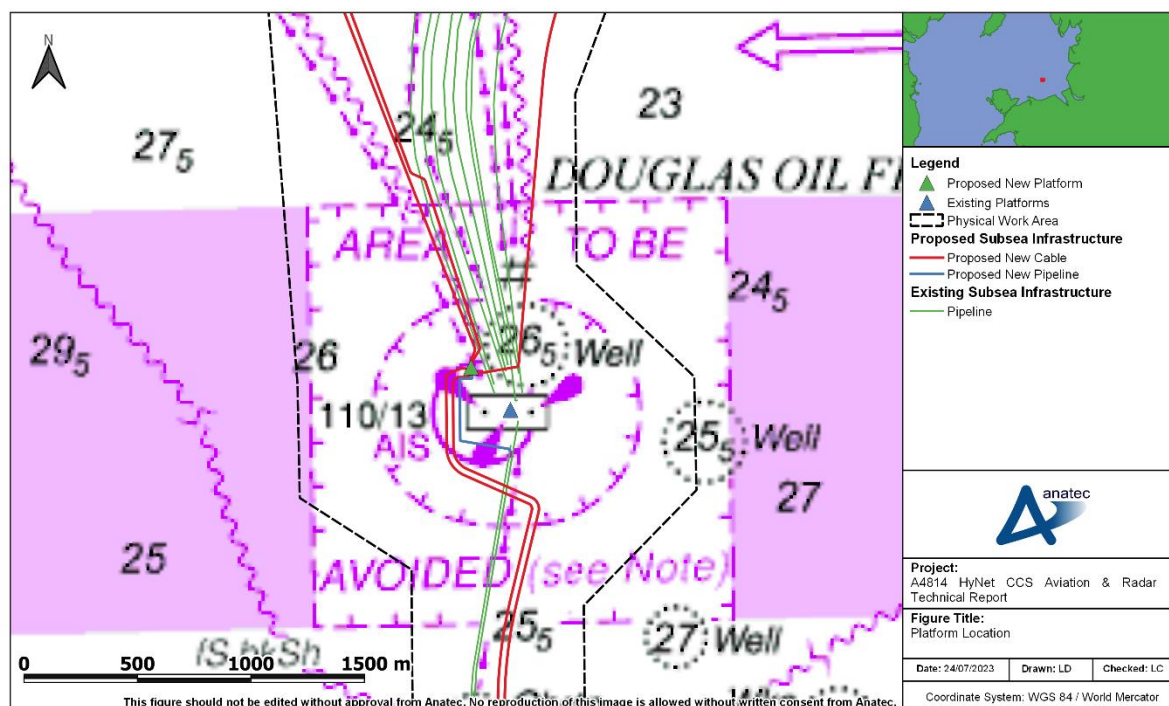 N
27₅
24₅
23
DOUGLAS OIL FI
AREA TO BE
24₅
29₅
26
26₅ Well
110/13
AIS
25₅ Well
27
25
AVOIDED (see Note)
25₅
27 Well
0 500 1000 1500 m
This figure should not be edited without approval from Anatec. No reproduction of this image is allowed without written consent from Anatec.
Legend
Proposed New Platform
Existing Platforms
Physical Work Area
Proposed Subsea Infrastructure
Proposed New Cable
Proposed New Pipeline
Existing Subsea Infrastructure
Pipeline
anatec
Project:
A4814 HyNet CCS Aviation & Radar
Technical Report
Figure Title:
Platform Location
Date: 24/07/2023 Drawn: LD Checked: LC
Coordinate System: WGS 84 / World Mercator